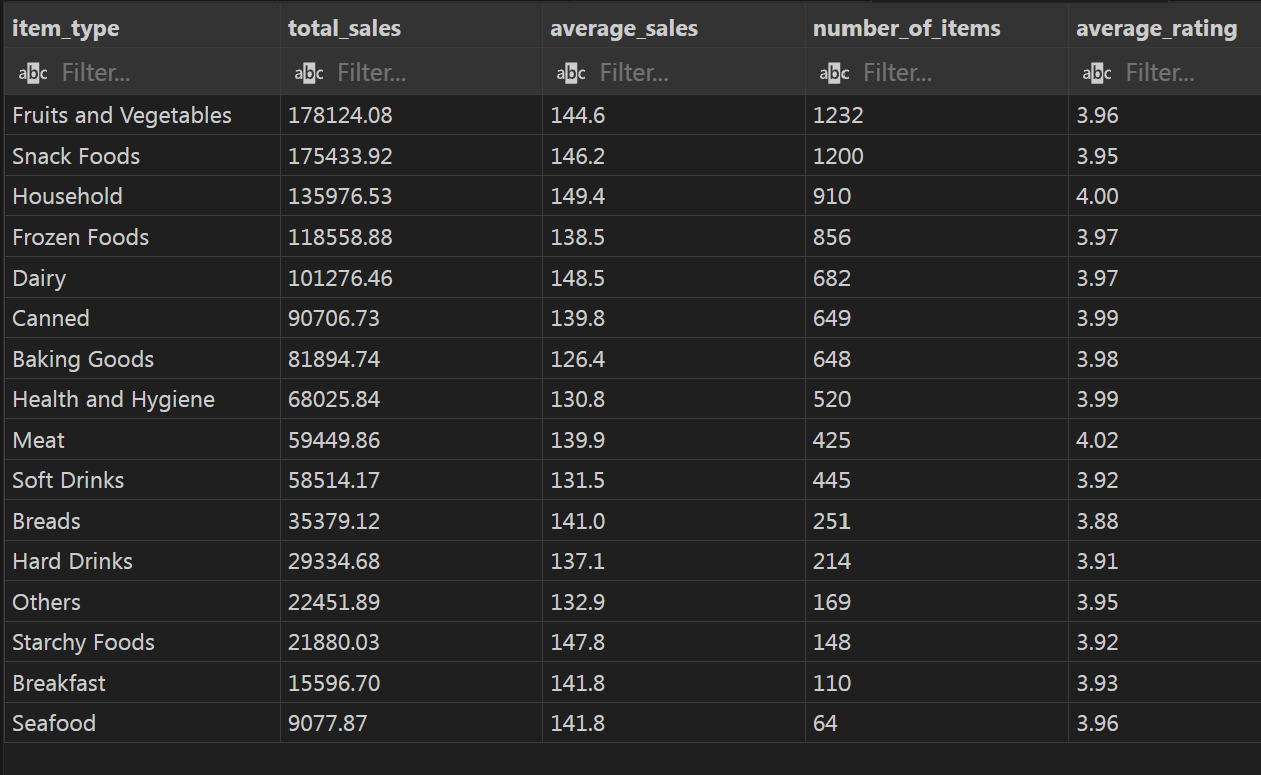 item_type total_sales average_sales number_of_items average_rating
abc Filter... abc Filter... abc Filter... abc Filter... abc Filter...
Fruits and Vegetables 178124.08 144.6 1232 3.96
Snack Foods 175433.92 146.2 1200 3.95
Household 135976.53 149.4 910 4.00
Frozen Foods 118558.88 138.5 856 3.97
Dairy 101276.46 148.5 682 3.97
Canned 90706.73 139.8 649 3.99
Baking Goods 81894.74 126.4 648 3.98
Health and Hygiene 68025.84 130.8 520 3.99
Meat 59449.86 139.9 425 4.02
Soft Drinks 58514.17 131.5 445 3.92
Breads 35379.12 141.0 251 3.88
Hard Drinks 29334.68 137.1 214 3.91
Others 22451.89 132.9 169 3.95
Starchy Foods 21880.03 147.8 148 3.92
Breakfast 15596.70 141.8 110 3.93
Seafood 9077.87 141.8 64 3.96